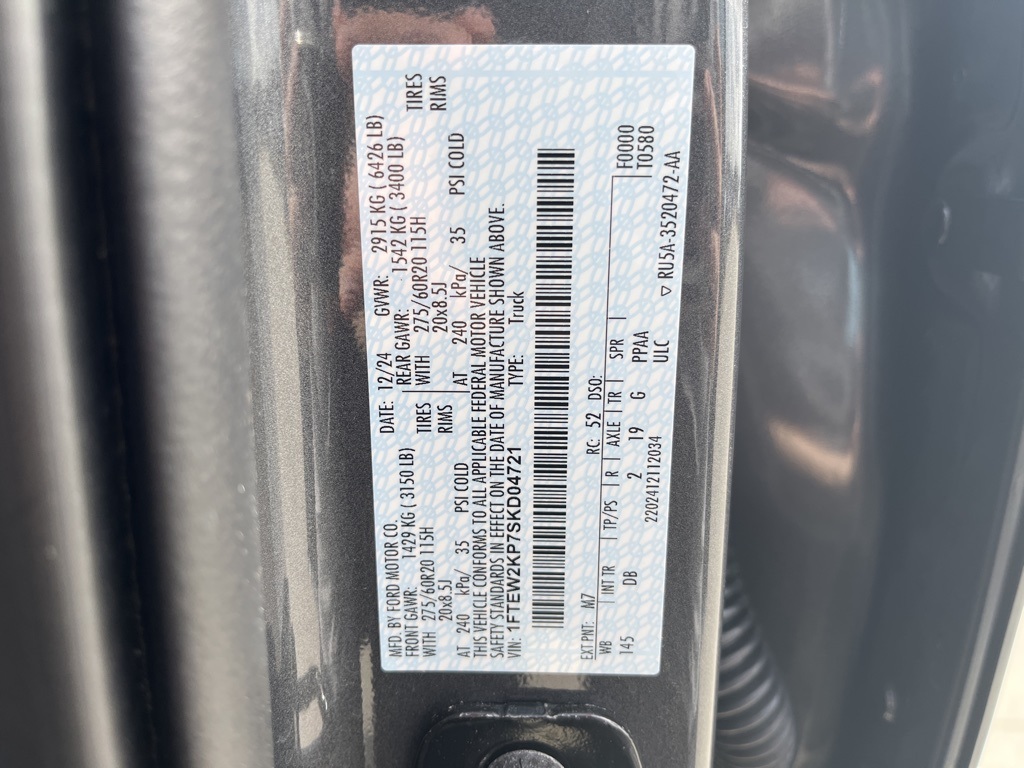 MFD. BY FORD MOTOR CO. DATE: 12/24 GVWR: 2915 KG ( 6426 LB)
FRONT GAWR: 1429 KG ( 3150 LB) REAR GAWR: 1542 KG ( 3400 LB)
WITH 275/60R20 115H TIRES WITH 275/60R20 115H TIRES
20x8.5J RIMS 20x8.5J RIMS
AT 240 kPa/ 35 PSI COLD AT 240 kPa/ 35 PSI COLD
THIS VEHICLE CONFORMS TO ALL APPLICABLE FEDERAL MOTOR VEHICLE
SAFETY STANDARDS IN EFFECT ON THE DATE OF MANUFACTURE SHOWN ABOVE.
VIN: 1FTEW2KP7SKD04721 TYPE: Truck
EXT PNT: M7 RC: 52 DSO:
WB INT TR TP/PS R AXLE TR SPR F0000
145 DB 2 19 G PPAA T0580
2202412112034 ULC ▽ RU5A-3520472-AA